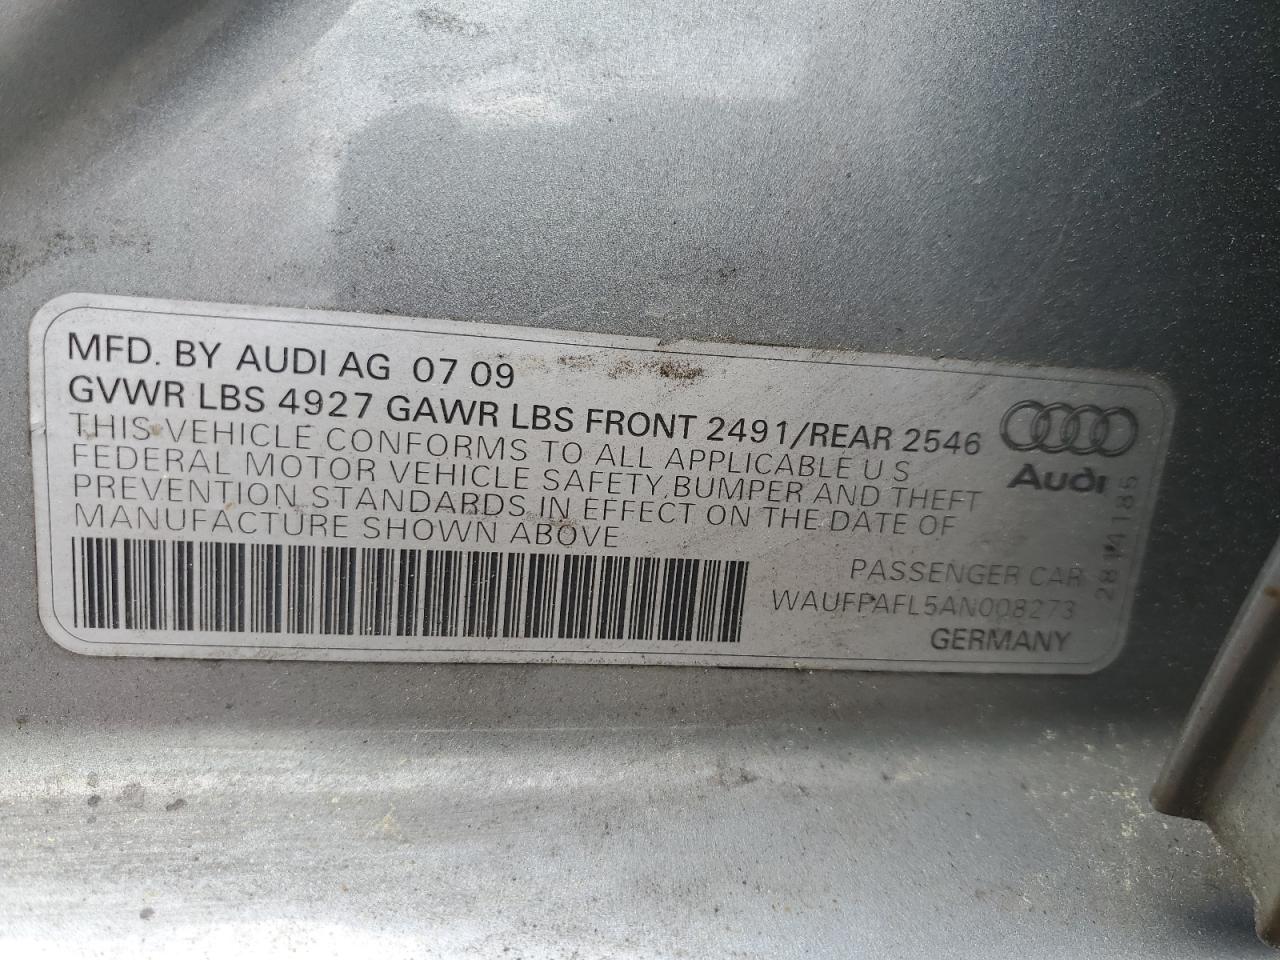 MFD. BY AUDI AG 07 09
GVWR LBS 4927 GAWR LBS FRONT 2491/REAR 2546
THIS VEHICLE CONFORMS TO ALL APPLICABLE U S
FEDERAL MOTOR VEHICLE SAFETY, BUMPER AND THEFT
PREVENTION STANDARDS IN EFFECT ON THE DATE OF
MANUFACTURE SHOWN ABOVE
Audi
PASSENGER CAR
WAUFPAFL5AN008273
GERMANY